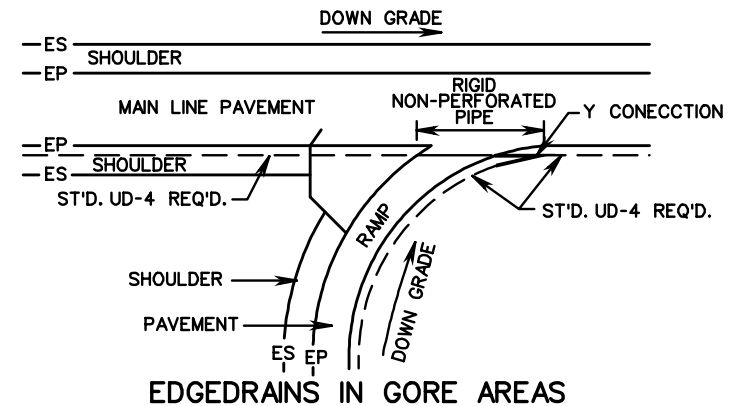 DOWN GRADE
ES
SHOULDER
EP
MAIN LINE PAVEMENT
RIGID
NON-PERFORATED
PIPE
Y CONECCTION
EP
SHOULDER
ES
ST'D. UD-4 REQ'D.
ST'D. UD-4 REQ'D.
RAMP
SHOULDER
DOWN GRADE
PAVEMENT
ES EP
EDGEDRAINS IN GORE AREAS